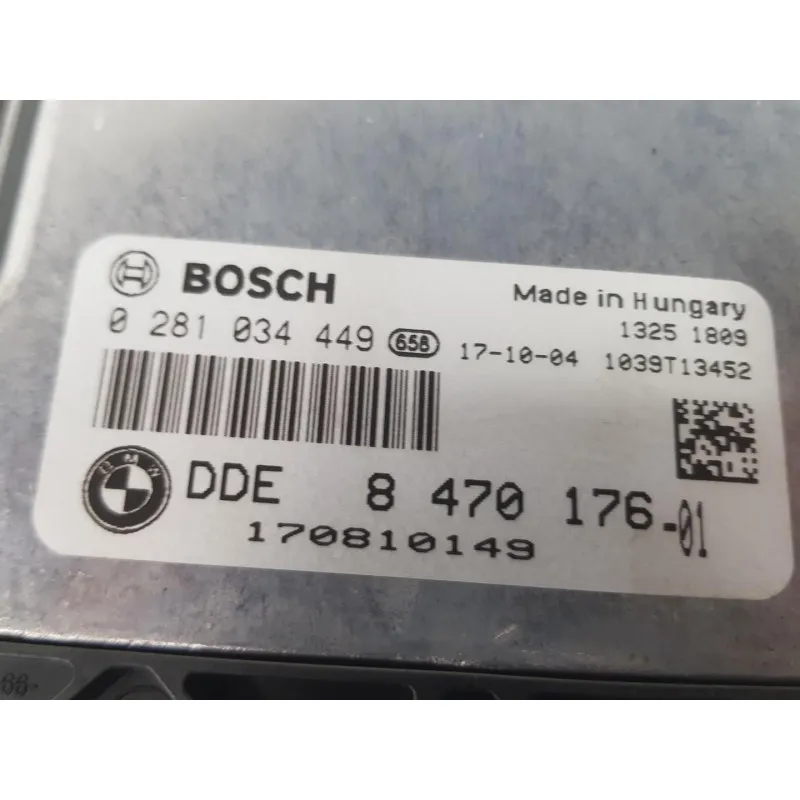 BOSCH
Made in Hungary
0 281 034 449 658
1325 1809
17-10-04 1039T13452
BMW
DDE 8 470 176-01
170810149